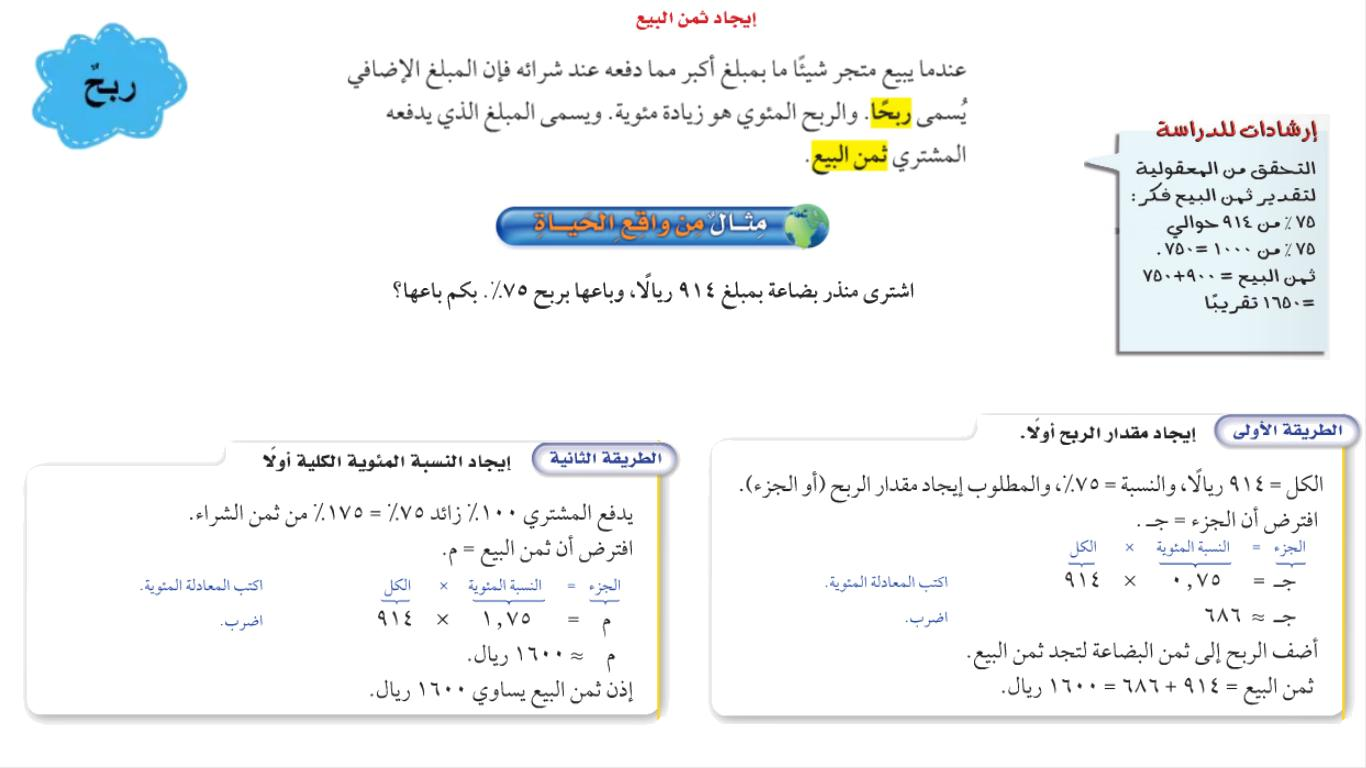 إيجاد ثمن البيع
ربحٌ
عندما يبيع متجر شيئًا ما بمبلغ أكبر مما دفعه عند شرائه فإن المبلغ الإضافي
يُسمى ربحًا. والربح المئوي هو زيادة مئوية. ويسمى المبلغ الذي يدفعه
المشتري ثمن البيع.
إرشادات للدراسة
التحقق من المعقولية
لتقدير ثمن البيع فكر:
٧٥٪ من ٩١٤ حوالي
٧٥٪ من ١٠٠٠ = ٧٥٠.
ثمن البيع = ٩٠٠+٧٥٠
=١٦٥٠ تقريبًا
مِثالٌ مِن واقِعِ الحَياةِ
اشترى منذر بضاعة بمبلغ ٩١٤ ريالًا، وباعها بربح ٧٥٪. بكم باعها؟
الطريقة الأولى إيجاد مقدار الربح أولًا.
الكل = ٩١٤ ريالًا، والنسبة = ٧٥٪، والمطلوب إيجاد مقدار الربح (أو الجزء).
افترض أن الجزء = جـ .
الجزء = النسبة المئوية × الكل
جـ = ٠,٧٥ × ٩١٤ اكتب المعادلة المئوية.
جـ ≈ ٦٨٦ اضرب.
أضف الربح إلى ثمن البضاعة لتجد ثمن البيع.
ثمن البيع = ٩١٤ + ٦٨٦ = ١٦٠٠ ريال.
الطريقة الثانية إيجاد النسبة المئوية الكلية أولًا
يدفع المشتري ١٠٠٪ زائد ٧٥٪ = ١٧٥٪ من ثمن الشراء.
افترض أن ثمن البيع = م.
الجزء = النسبة المئوية × الكل اكتب المعادلة المئوية.
م = ١,٧٥ × ٩١٤ اضرب.
م ≈ ١٦٠٠ ريال.
إذن ثمن البيع يساوي ١٦٠٠ ريال.